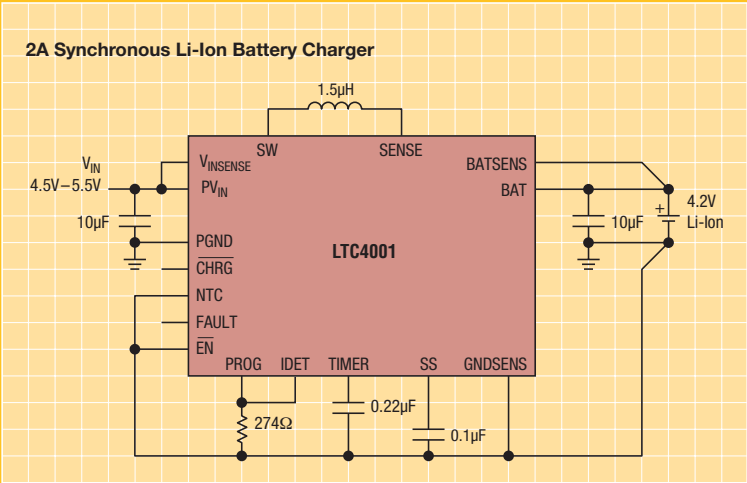 2A Synchronous Li-Ion Battery Charger
1.5µH
SW
SENSE
VINSENSE
BATSENS
VIN
4.5V–5.5V
PVIN
BAT
10µF
10µF
+
4.2V
Li-Ion
PGND
LTC4001
CHRG
NTC
FAULT
EN
PROG
IDET
TIMER
SS
GNDSENS
274Ω
0.22µF
0.1µF